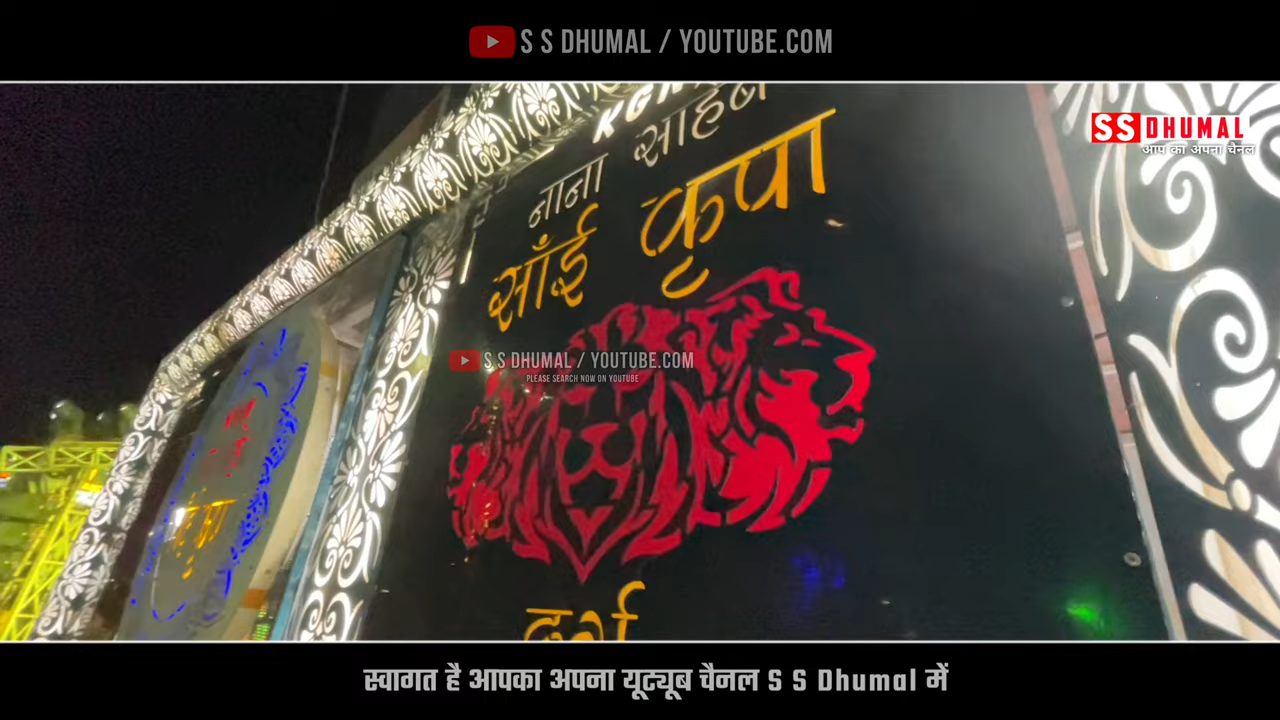 S S DHUMAL / YOUTUBE.COM
SS DHUMAL
आप का अपना चैनल
नाना साहेब
साँई कृपा
S S DHUMAL / YOUTUBE.COM
PLEASE SEARCH NOW ON YOUTUBE
स्वागत है आपका अपना यूट्यूब चैनल S S Dhumal में